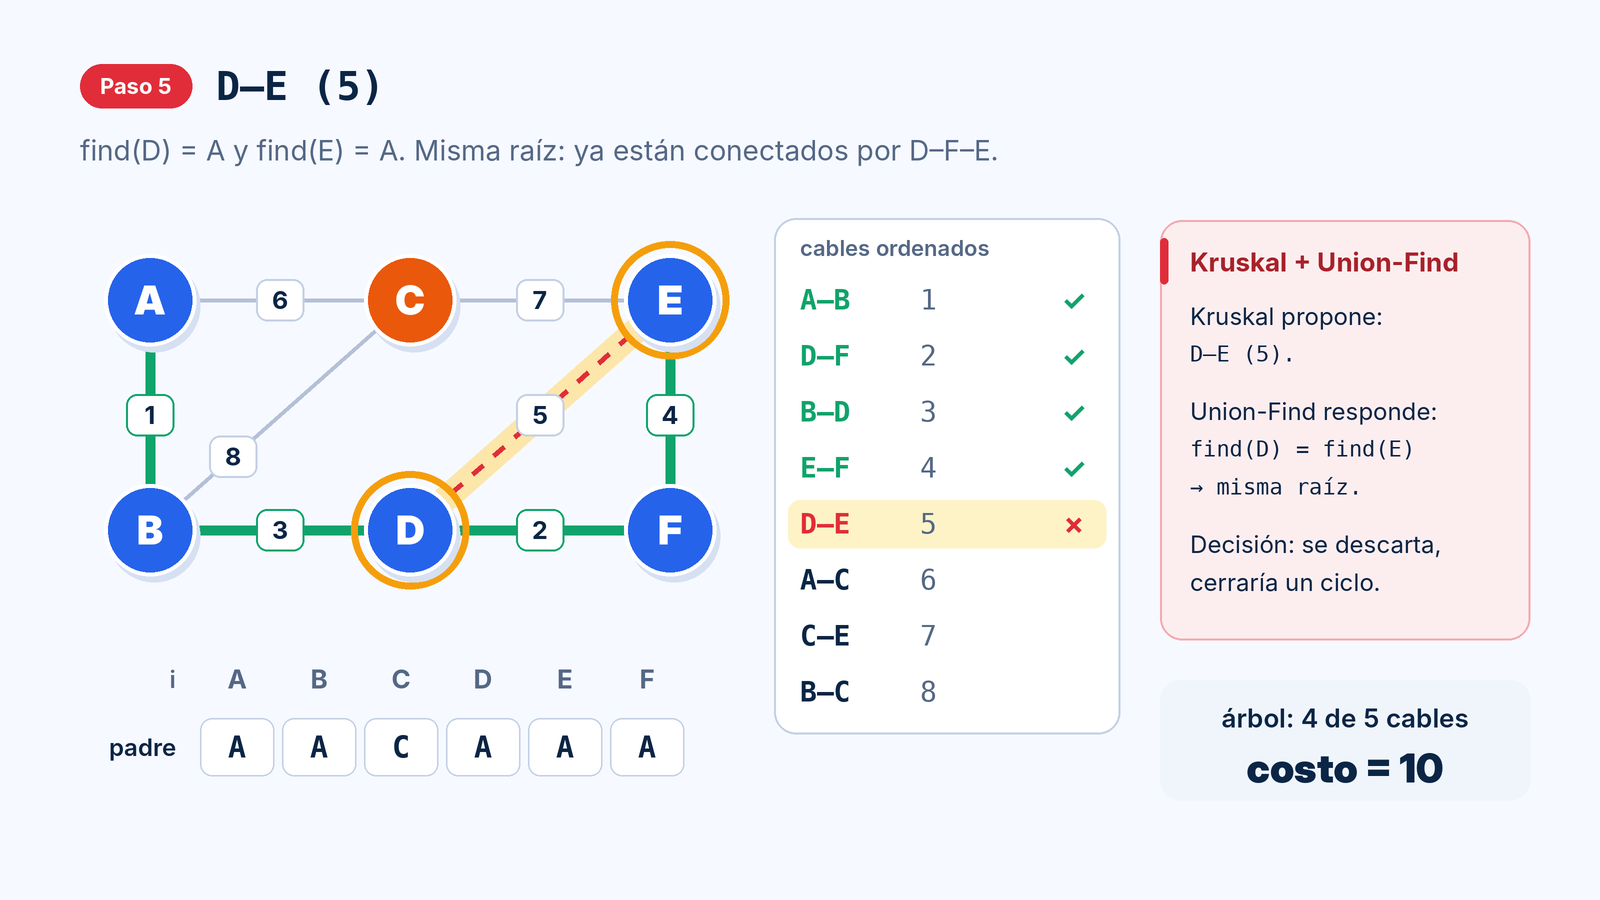 Paso 5
D—E (5)
find(D) = A y find(E) = A. Misma raíz: ya están conectados por D–F–E.
A
6
C
7
E
1
8
5
4
B
3
D
2
F
i A B C D E F
padre A A C A A A
cables ordenados
A—B 1 ✓
D—F 2 ✓
B—D 3 ✓
E—F 4 ✓
D—E 5 ×
A—C 6
C—E 7
B—C 8
Kruskal + Union-Find
Kruskal propone:
D—E (5).
Union-Find responde:
find(D) = find(E)
→ misma raíz.
Decisión: se descarta,
cerraría un ciclo.
árbol: 4 de 5 cables
costo = 10